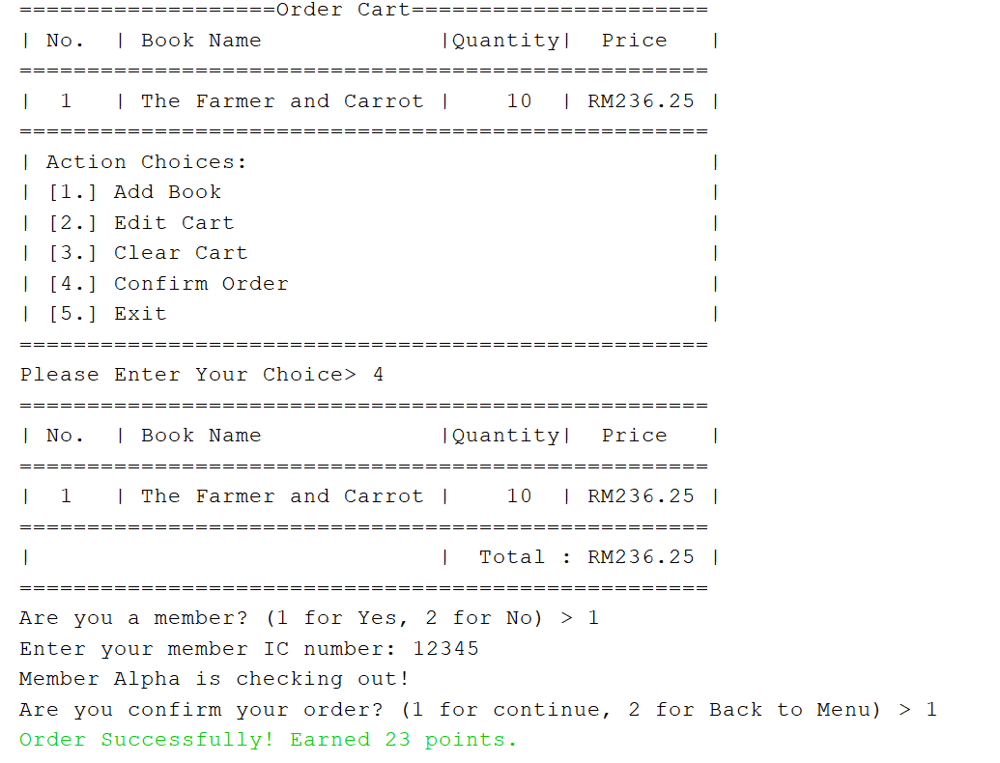 ===================Order Cart======================
| No.  | Book Name             |Quantity|  Price   |
===================================================
|  1   | The Farmer and Carrot |    10  | RM236.25 |
===================================================
| Action Choices:                                  |
| [1.] Add Book                                    |
| [2.] Edit Cart                                   |
| [3.] Clear Cart                                  |
| [4.] Confirm Order                               |
| [5.] Exit                                        |
===================================================
Please Enter Your Choice> 4
===================================================
| No.  | Book Name             |Quantity|  Price   |
===================================================
|  1   | The Farmer and Carrot |    10  | RM236.25 |
===================================================
|                              |  Total : RM236.25 |
===================================================
Are you a member? (1 for Yes, 2 for No) > 1
Enter your member IC number: 12345
Member Alpha is checking out!
Are you confirm your order? (1 for continue, 2 for Back to Menu) > 1
Order Successfully! Earned 23 points.